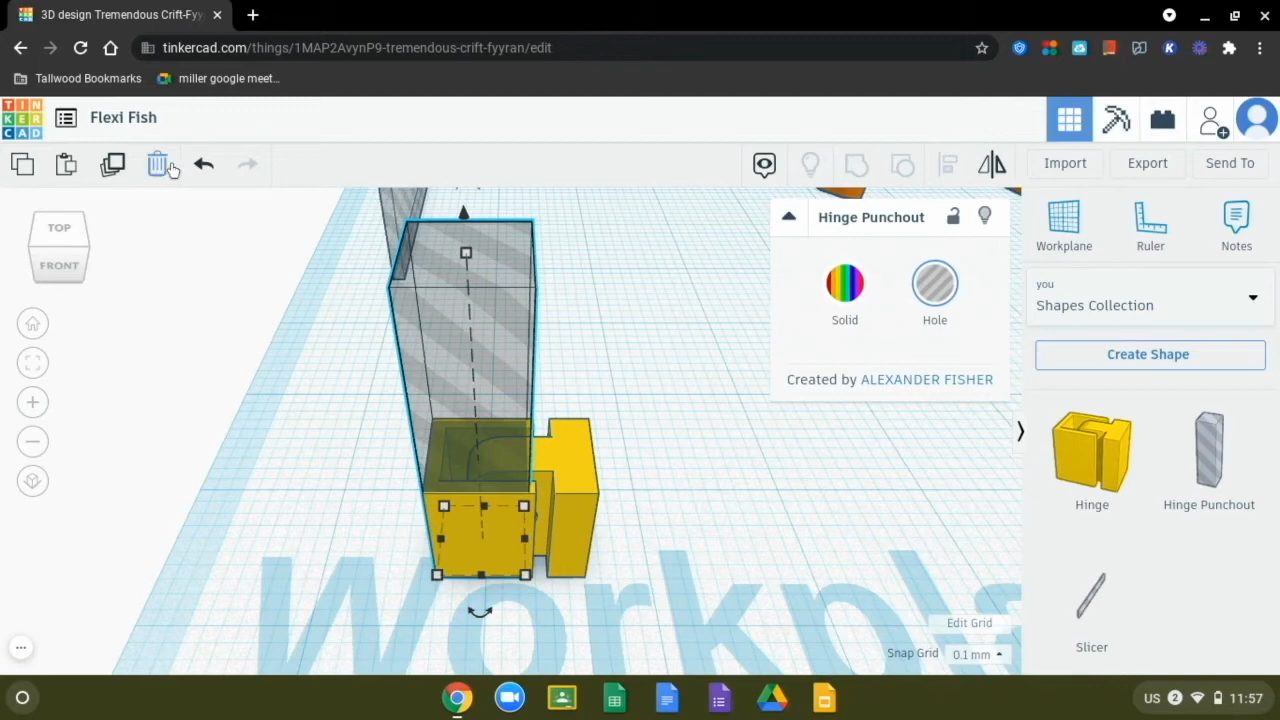 3D design Tremendous Crift-Fyy
tinkercad.com/things/1MAP2AvynP9-tremendous-crift-fyyran/edit
Tallwood Bookmarks
miller google meet...
TIN
KER
CAD
Flexi Fish
Import
Export
Send To
TOP
FRONT
Hinge Punchout
Solid
Hole
Created by ALEXANDER FISHER
Workplane
Ruler
Notes
you
Shapes Collection
Create Shape
Hinge
Hinge Punchout
Slicer
Workpla
Edit Grid
Snap Grid
0.1 mm
US
2
11:57